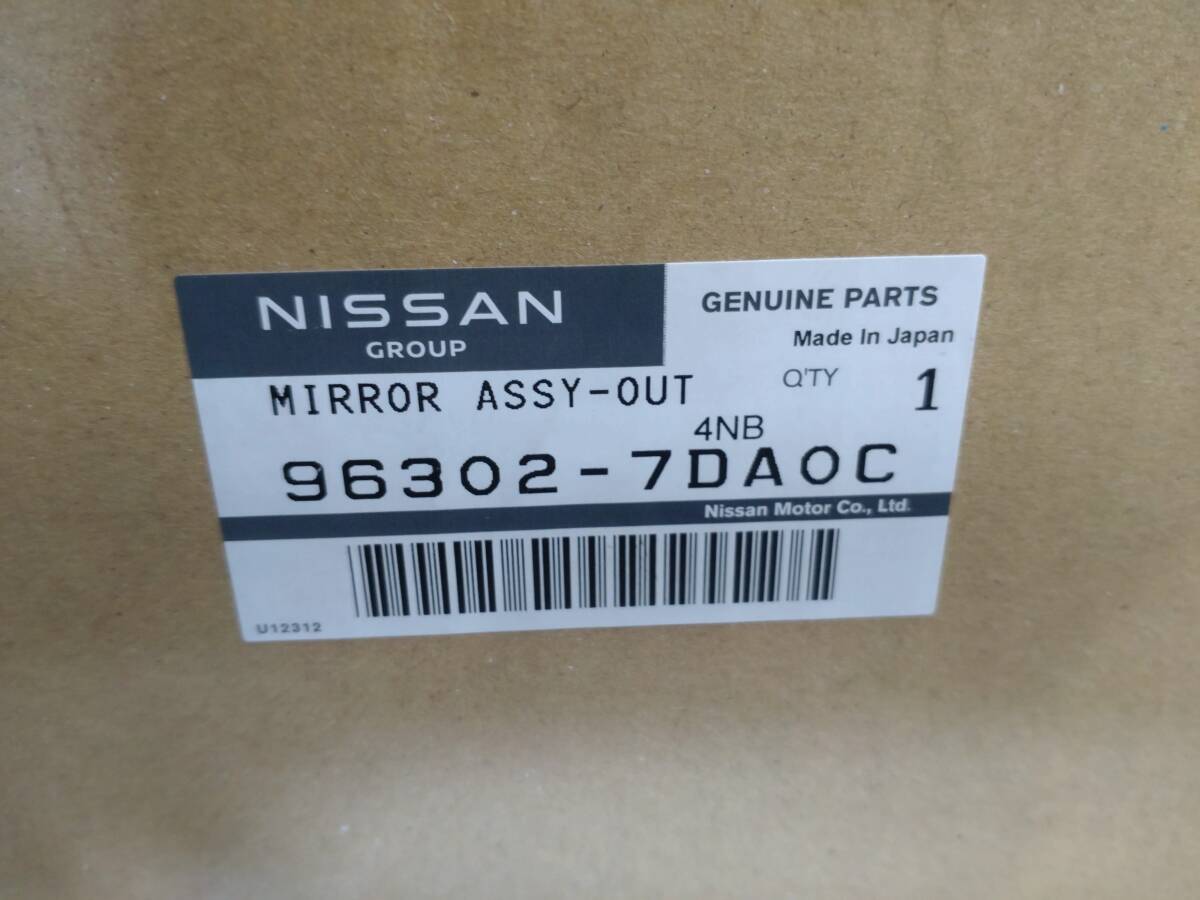 NISSAN
GROUP
GENUINE PARTS
Made In Japan
MIRROR ASSY-OUT
Q'TY 1
4NB
96302-7DA0C
Nissan Motor Co., Ltd.
U12312